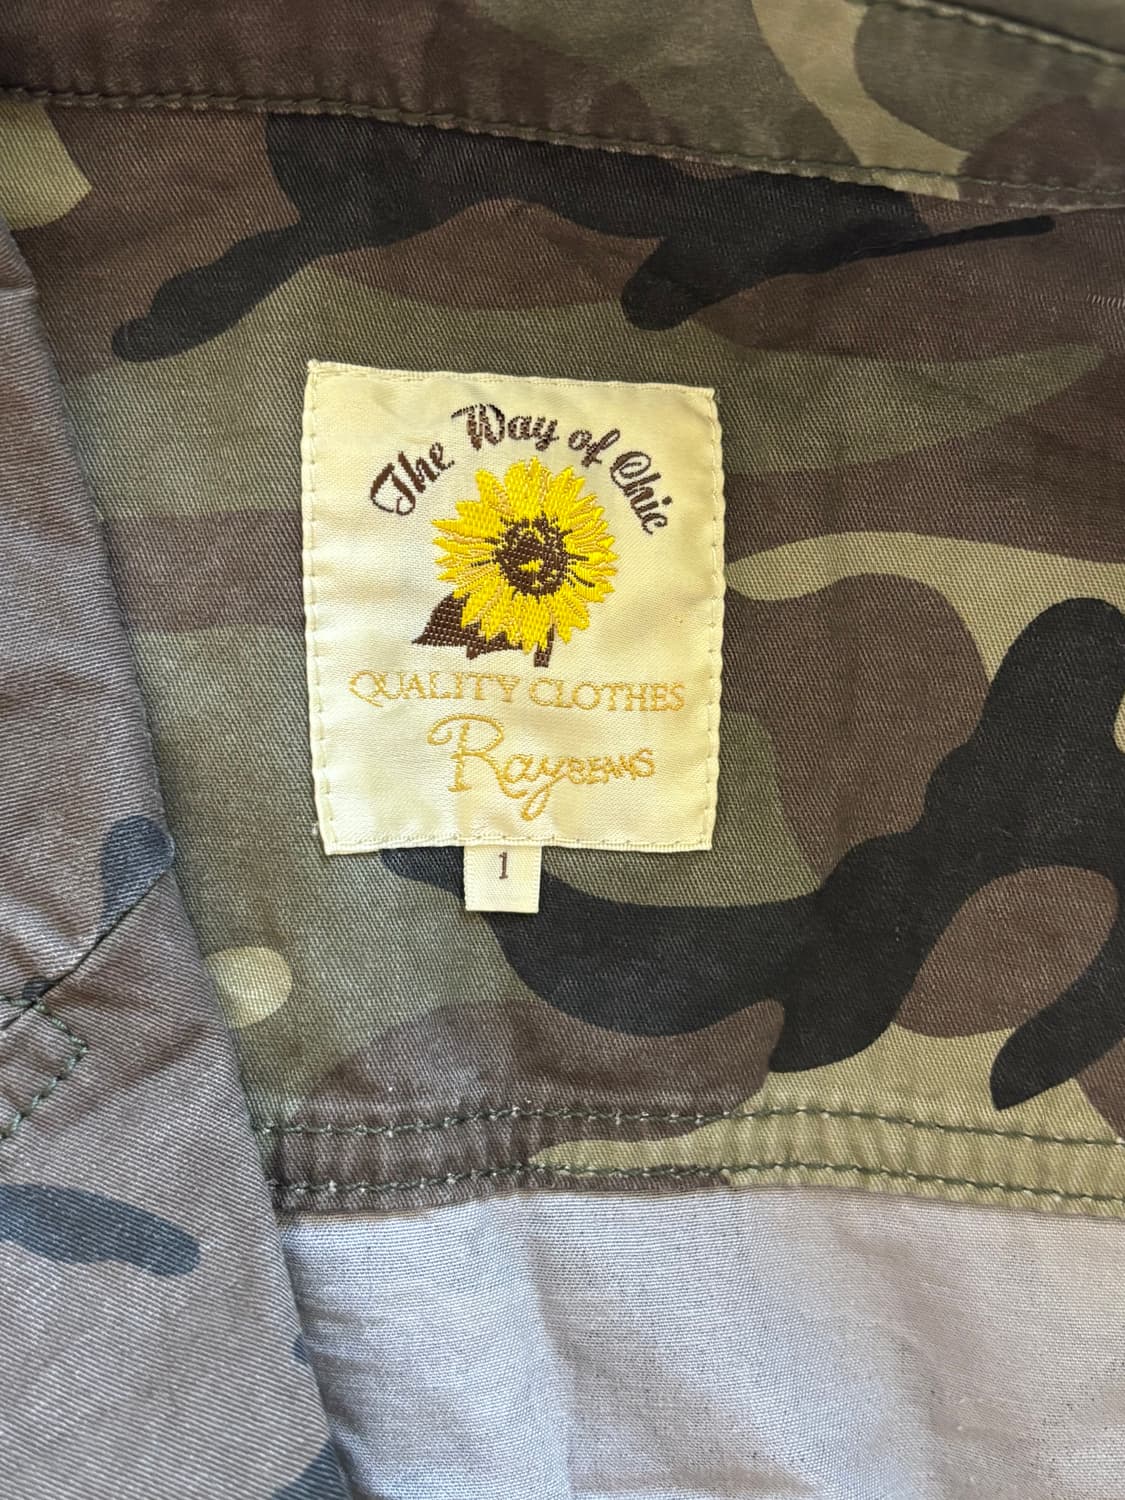 The Way of Chic
QUALITY CLOTHES
Ray BEAMS
1